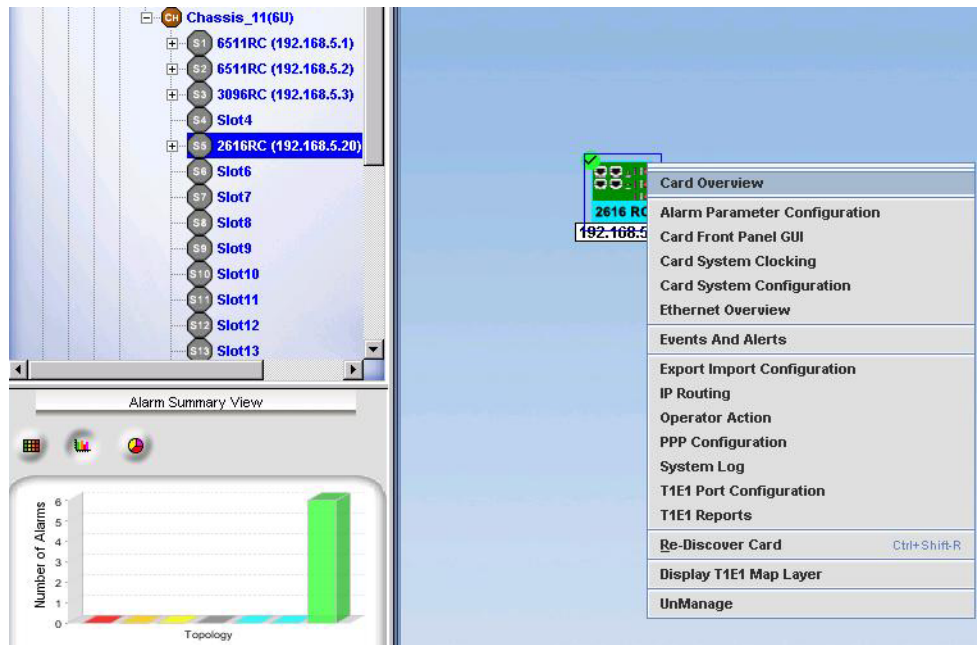 CH Chassis_11(6U)
S1 6511RC (192.168.5.1)
S2 6511RC (192.168.5.2)
S3 3096RC (192.168.5.3)
S4 Slot4
S5 2616RC (192.168.5.20)
S6 Slot6
S7 Slot7
S8 Slot8
S9 Slot9
S10 Slot10
S11 Slot11
S12 Slot12
S13 Slot13
Alarm Summary View
Number of Alarms
6
5
4
3
2
1
0
Topology
2616 RC
192.168.5
Card Overview
Alarm Parameter Configuration
Card Front Panel GUI
Card System Clocking
Card System Configuration
Ethernet Overview
Events And Alerts
Export Import Configuration
IP Routing
Operator Action
PPP Configuration
System Log
T1E1 Port Configuration
T1E1 Reports
Re-Discover Card Ctrl+Shift-R
Display T1E1 Map Layer
UnManage